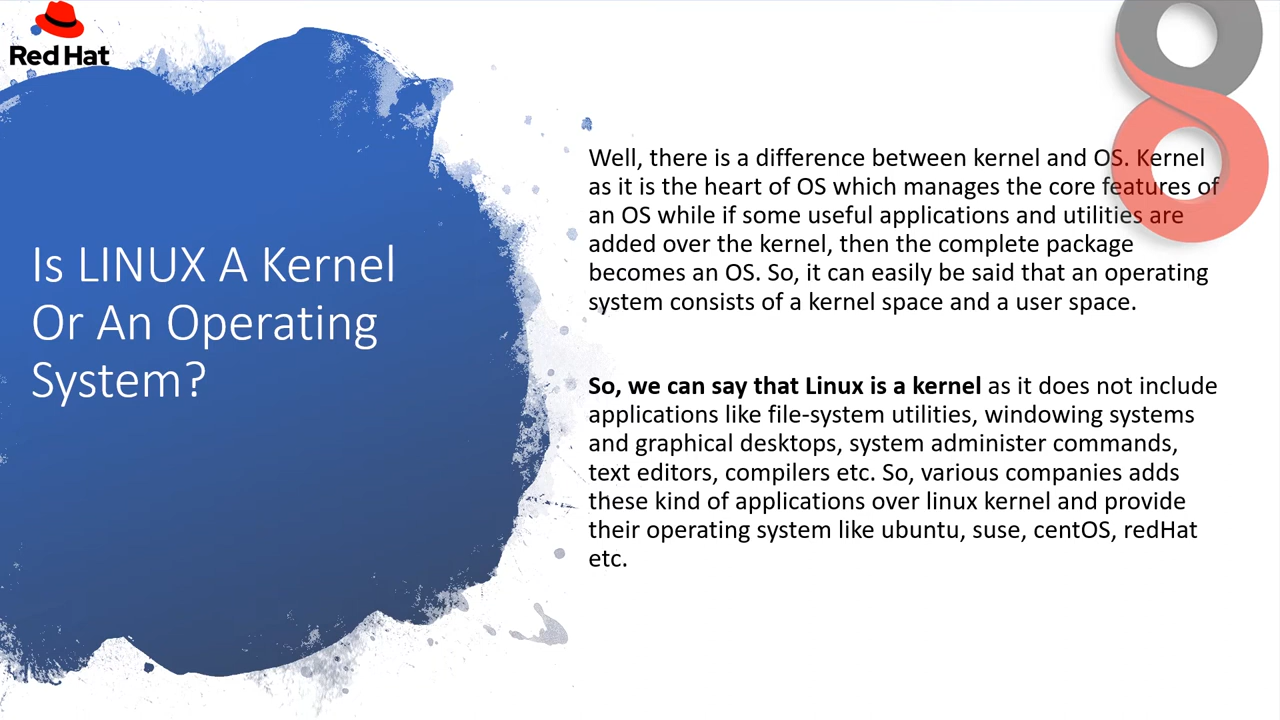 Red Hat
Is LINUX A Kernel
Or An Operating
System?
Well, there is a difference between kernel and OS. Kernel
as it is the heart of OS which manages the core features of
an OS while if some useful applications and utilities are
added over the kernel, then the complete package
becomes an OS. So, it can easily be said that an operating
system consists of a kernel space and a user space.
So, we can say that Linux is a kernel as it does not include
applications like file-system utilities, windowing systems
and graphical desktops, system administer commands,
text editors, compilers etc. So, various companies adds
these kind of applications over linux kernel and provide
their operating system like ubuntu, suse, centOS, redHat
etc.
8